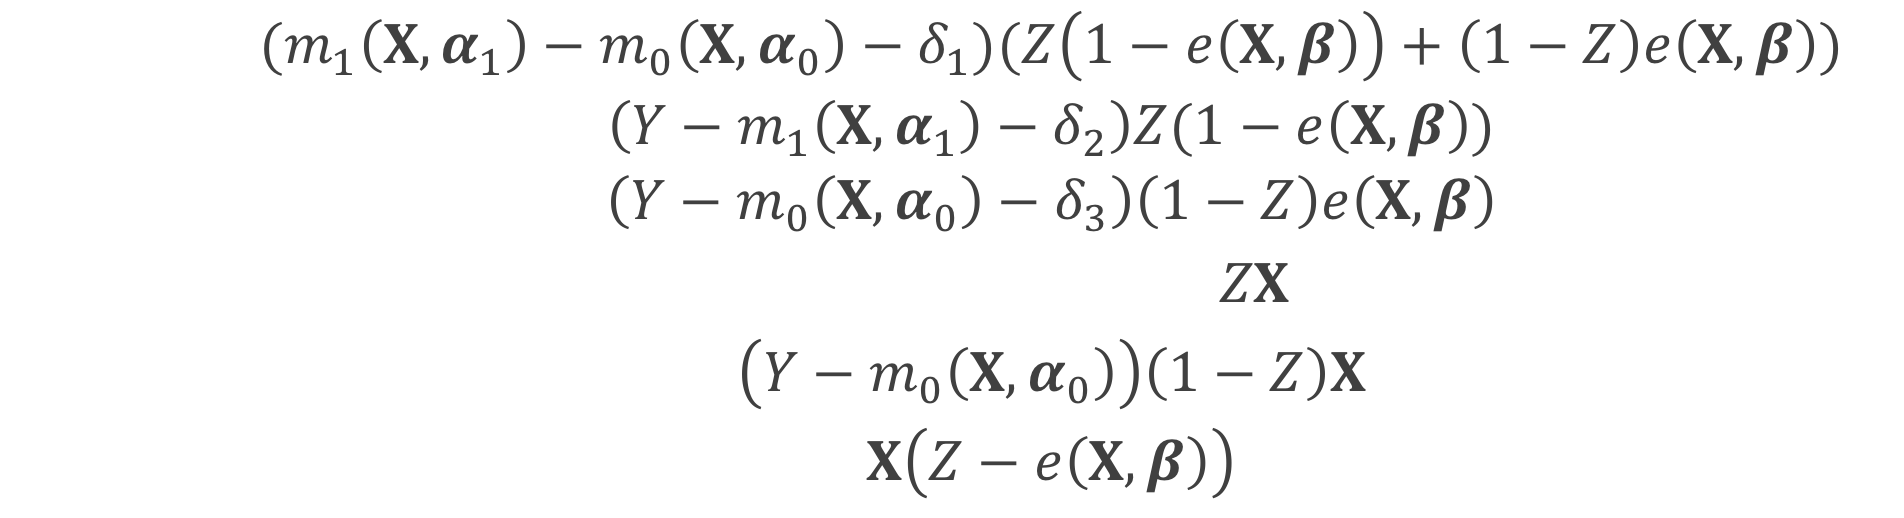 (m₁(𝐗, 𝜶₁) − m₀(𝐗, 𝜶₀) − δ₁)(Z(1 − e(𝐗, 𝜷)) + (1 − Z)e(𝐗, 𝜷))
(Y − m₁(𝐗, 𝜶₁) − δ₂)Z(1 − e(𝐗, 𝜷))
(Y − m₀(𝐗, 𝜶₀) − δ₃)(1 − Z)e(𝐗, 𝜷)
Z𝐗
(Y − m₀(𝐗, 𝜶₀))(1 − Z)𝐗
𝐗(Z − e(𝐗, 𝜷))